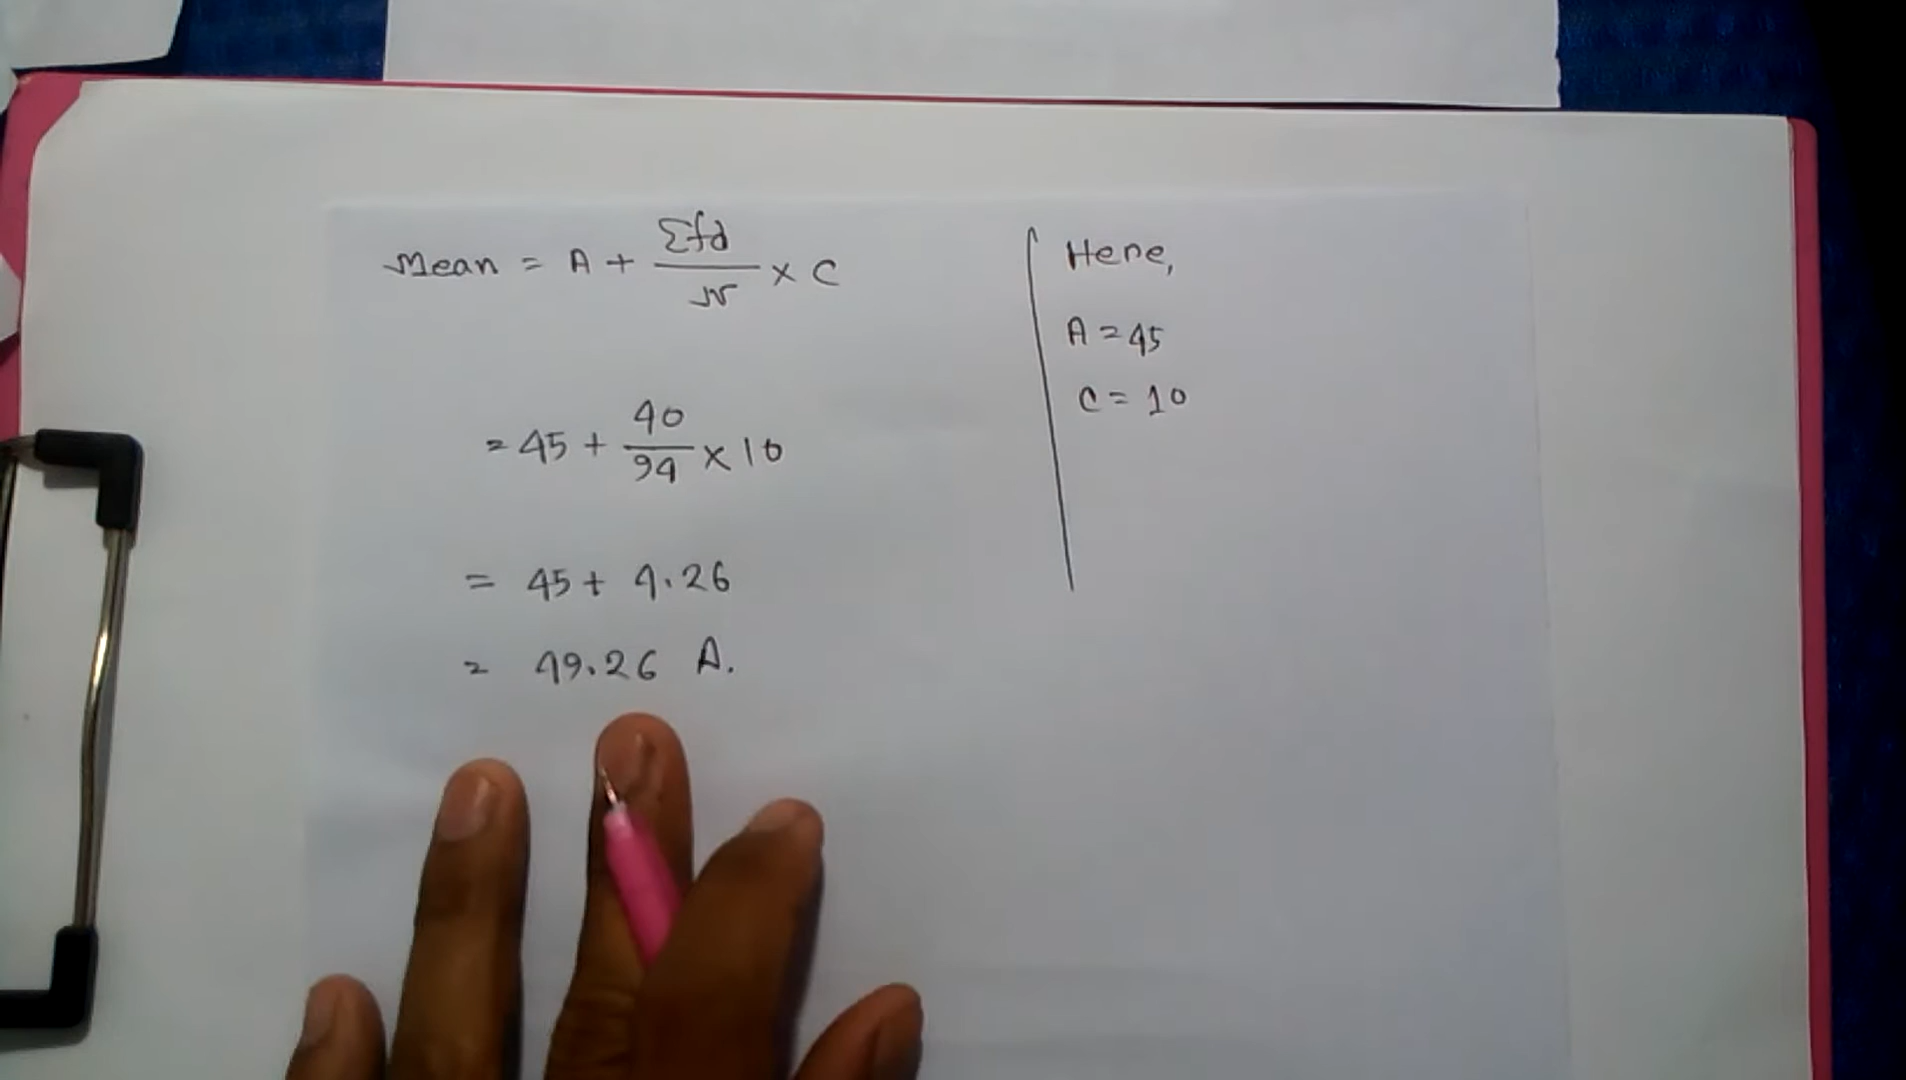 Mean = A + Σfd/N × C
= 45 + 40/94 × 10
= 45 + 4.26
= 49.26 A.
Here,
A = 45
C = 10